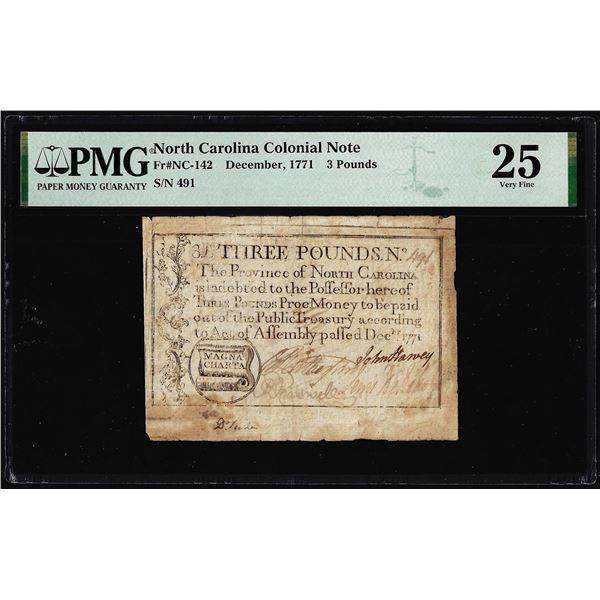 PMG
PAPER MONEY GUARANTY
North Carolina Colonial Note
Fr#NC-142 December, 1771 3 Pounds
S/N 491
25
Very Fine
THREE POUNDS. No. 491
The Province of NORTH CAROLINA
is indebted to the Possessor hereof
THREE POUNDS Proc Money to be paid
out of the Public Treasury according
to Act of Assembly passed Decr. 1771
MAGNA
CHARTA
John Harvey